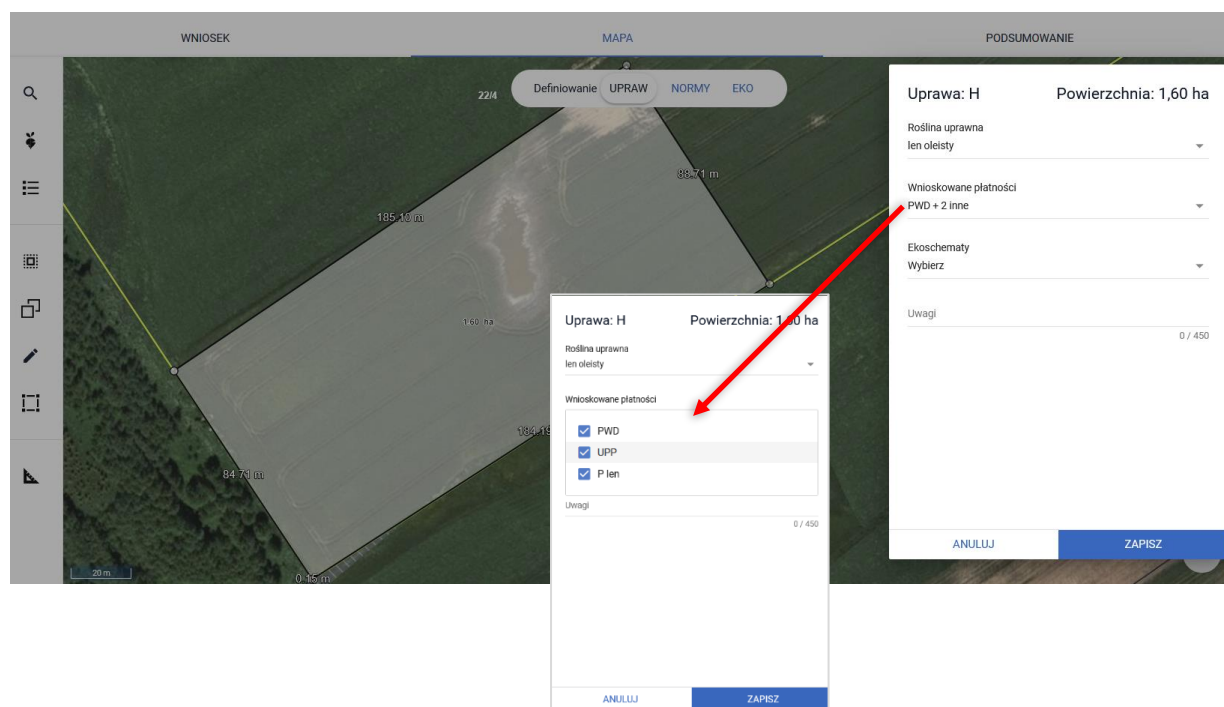 WNIOSEK
MAPA
PODSUMOWANIE
Definiowanie UPRAW NORMY EKO
22/4
88.71 m
185.10 m
1.60 ha
84.71 m
0.15 m
20 m
Uprawa: H Powierzchnia: 1,60 ha
Roślina uprawna
len oleisty
Wnioskowane płatności
PWD + 2 inne
Ekoschematy
Wybierz
Uwagi
0 / 450
ANULUJ ZAPISZ
Uprawa: H Powierzchnia: 1,60 ha
Roślina uprawna
len oleisty
Wnioskowane płatności
PWD
UPP
P len
Uwagi
0 / 450
ANULUJ ZAPISZ